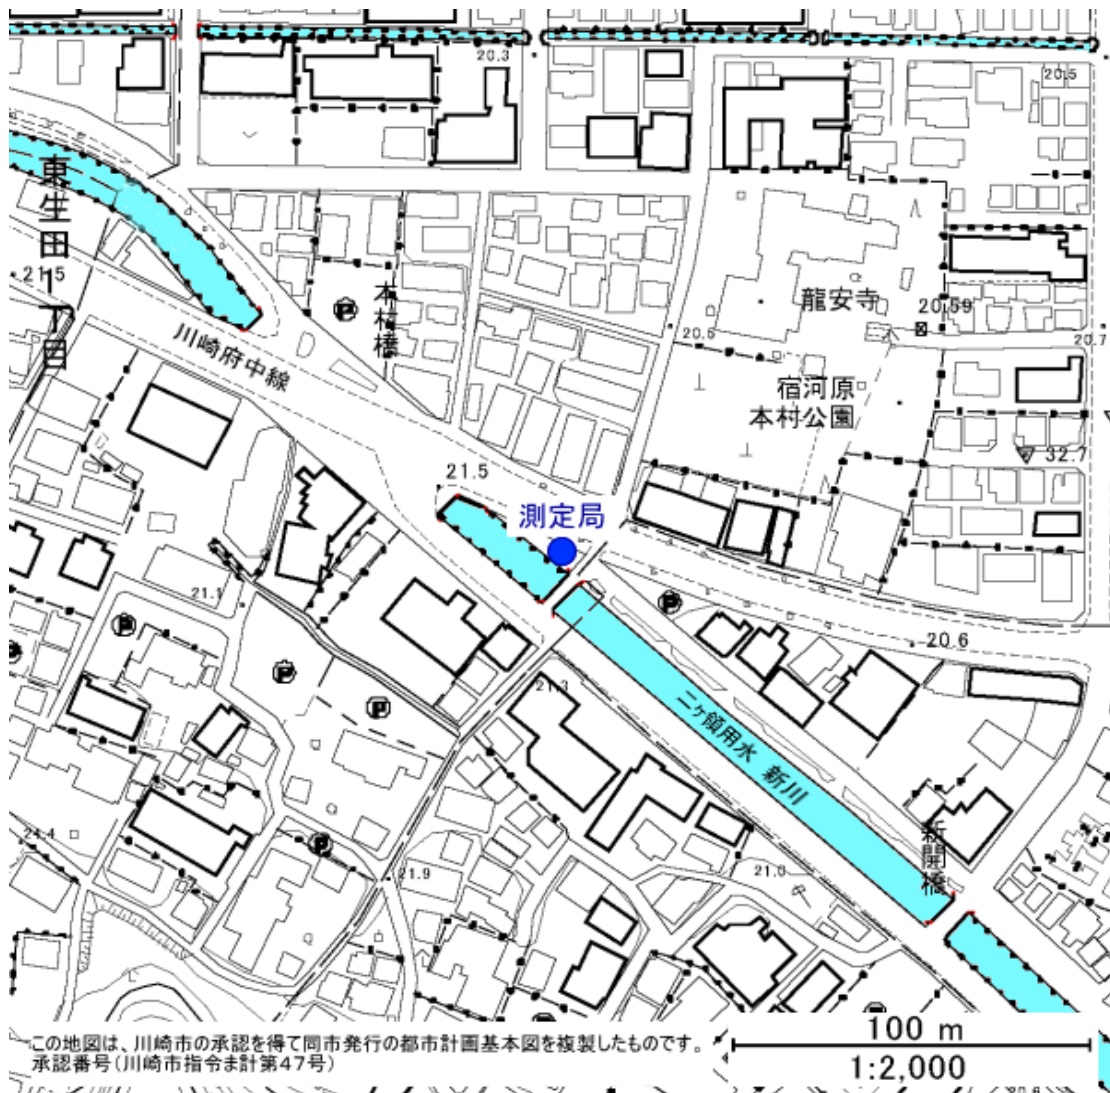 20.3
20.5
東生田一丁目
21.5
本村橋
龍安寺
20.59
川崎府中線
20.6
20.7
宿河原
本村公園
32.7
21.5
測定局
21.1
P
P
20.6
P
P
21.3
二ヶ領用水 新川
新開橋
24.4
P
21.9
21.0
100 m
この地図は、川崎市の承認を得て同市発行の都市計画基本図を複製したものです。
承認番号(川崎市指令ま計第47号)
1:2,000